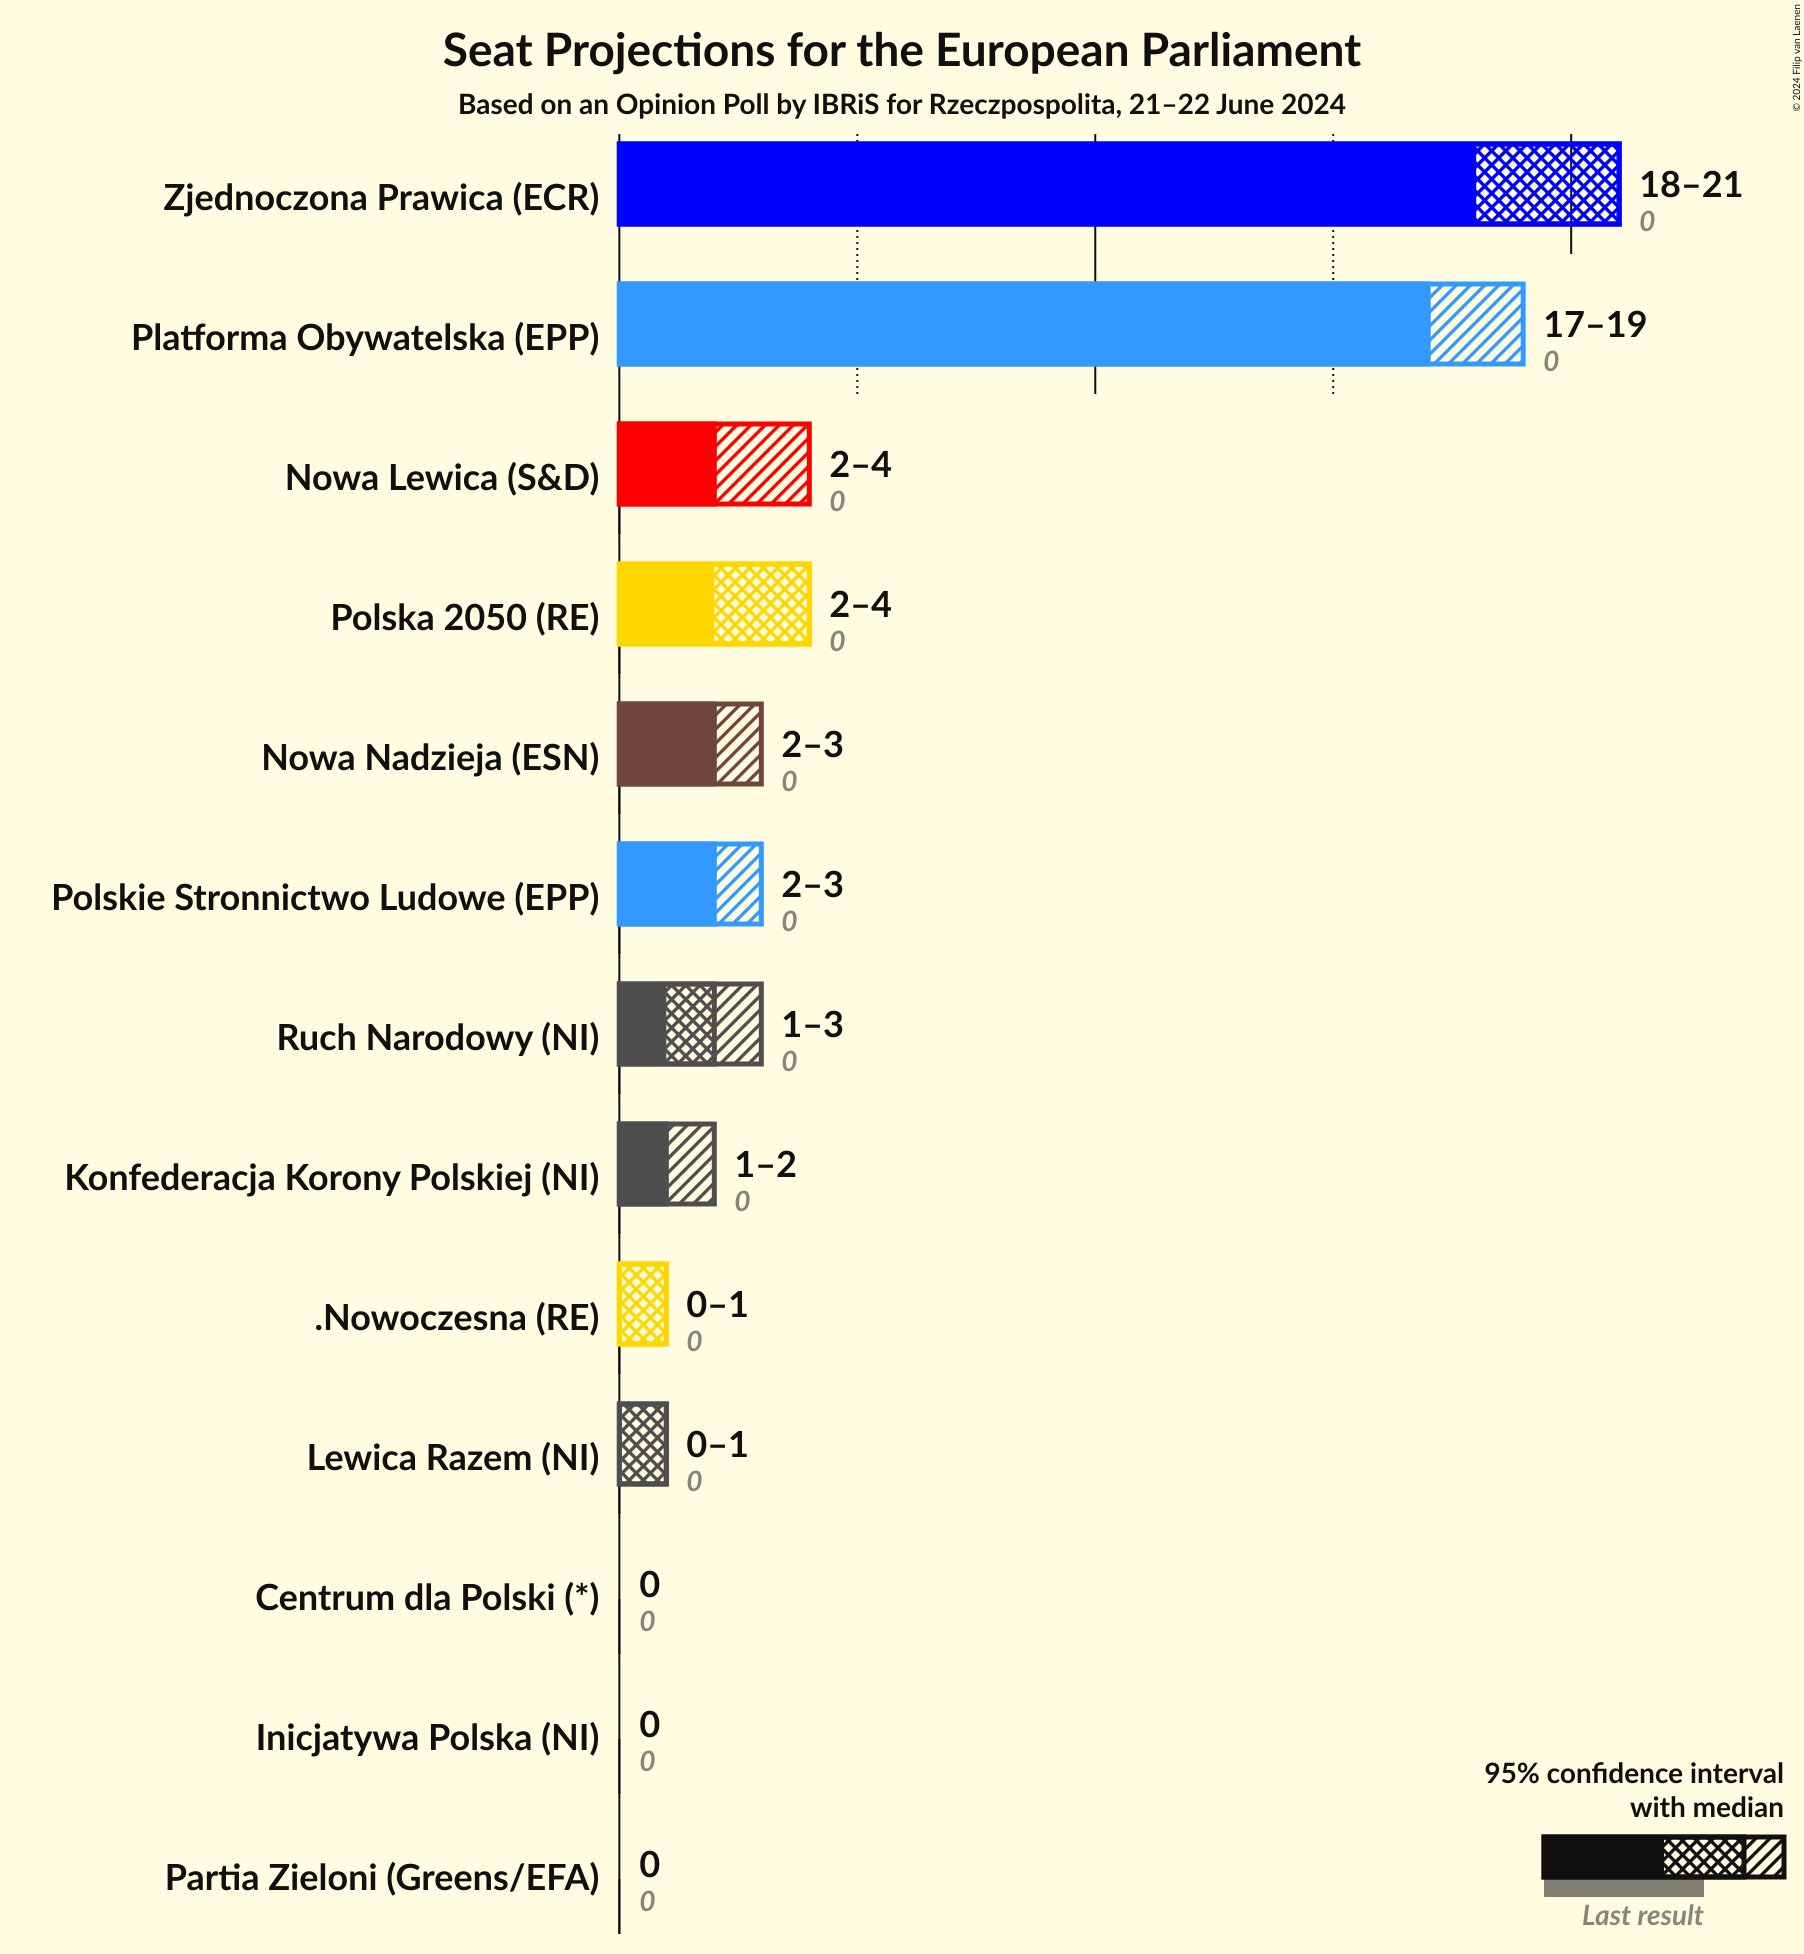 Seat Projections for the European Parliament
Based on an Opinion Poll by IBRiS for Rzeczpospolita, 21–22 June 2024
© 2024 Filip van Laenen
Zjednoczona Prawica (ECR)
18–21
0
Platforma Obywatelska (EPP)
17–19
0
Nowa Lewica (S&D)
2–4
0
Polska 2050 (RE)
2–4
0
Nowa Nadzieja (ESN)
2–3
0
Polskie Stronnictwo Ludowe (EPP)
2–3
0
Ruch Narodowy (NI)
1–3
0
Konfederacja Korony Polskiej (NI)
1–2
0
.Nowoczesna (RE)
0–1
0
Lewica Razem (NI)
0–1
0
Centrum dla Polski (*)
0
0
Inicjatywa Polska (NI)
0
0
Partia Zieloni (Greens/EFA)
0
0
95% confidence interval
with median
Last result